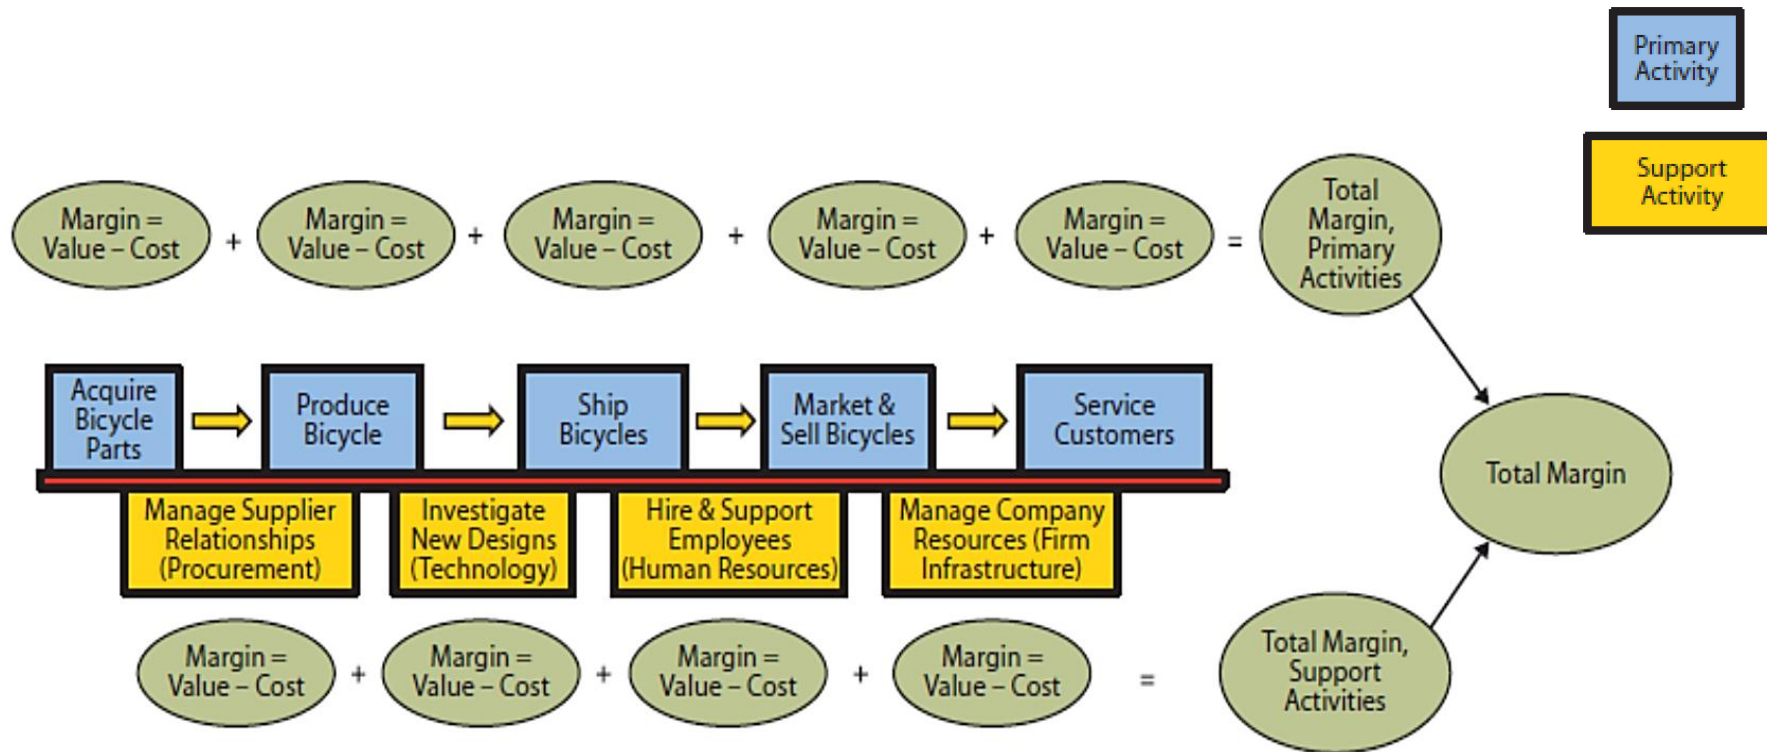 Primary
Activity
Support
Activity
Margin =
Value – Cost
+
Margin =
Value – Cost
+
Margin =
Value – Cost
+
Margin =
Value – Cost
+
Margin =
Value – Cost
=
Total
Margin,
Primary
Activities
Acquire
Bicycle
Parts
Produce
Bicycle
Ship
Bicycles
Market &
Sell Bicycles
Service
Customers
Total Margin
Manage Supplier
Relationships
(Procurement)
Investigate
New Designs
(Technology)
Hire & Support
Employees
(Human Resources)
Manage Company
Resources (Firm
Infrastructure)
Margin =
Value – Cost
+
Margin =
Value – Cost
+
Margin =
Value – Cost
+
Margin =
Value – Cost
=
Total Margin,
Support
Activities